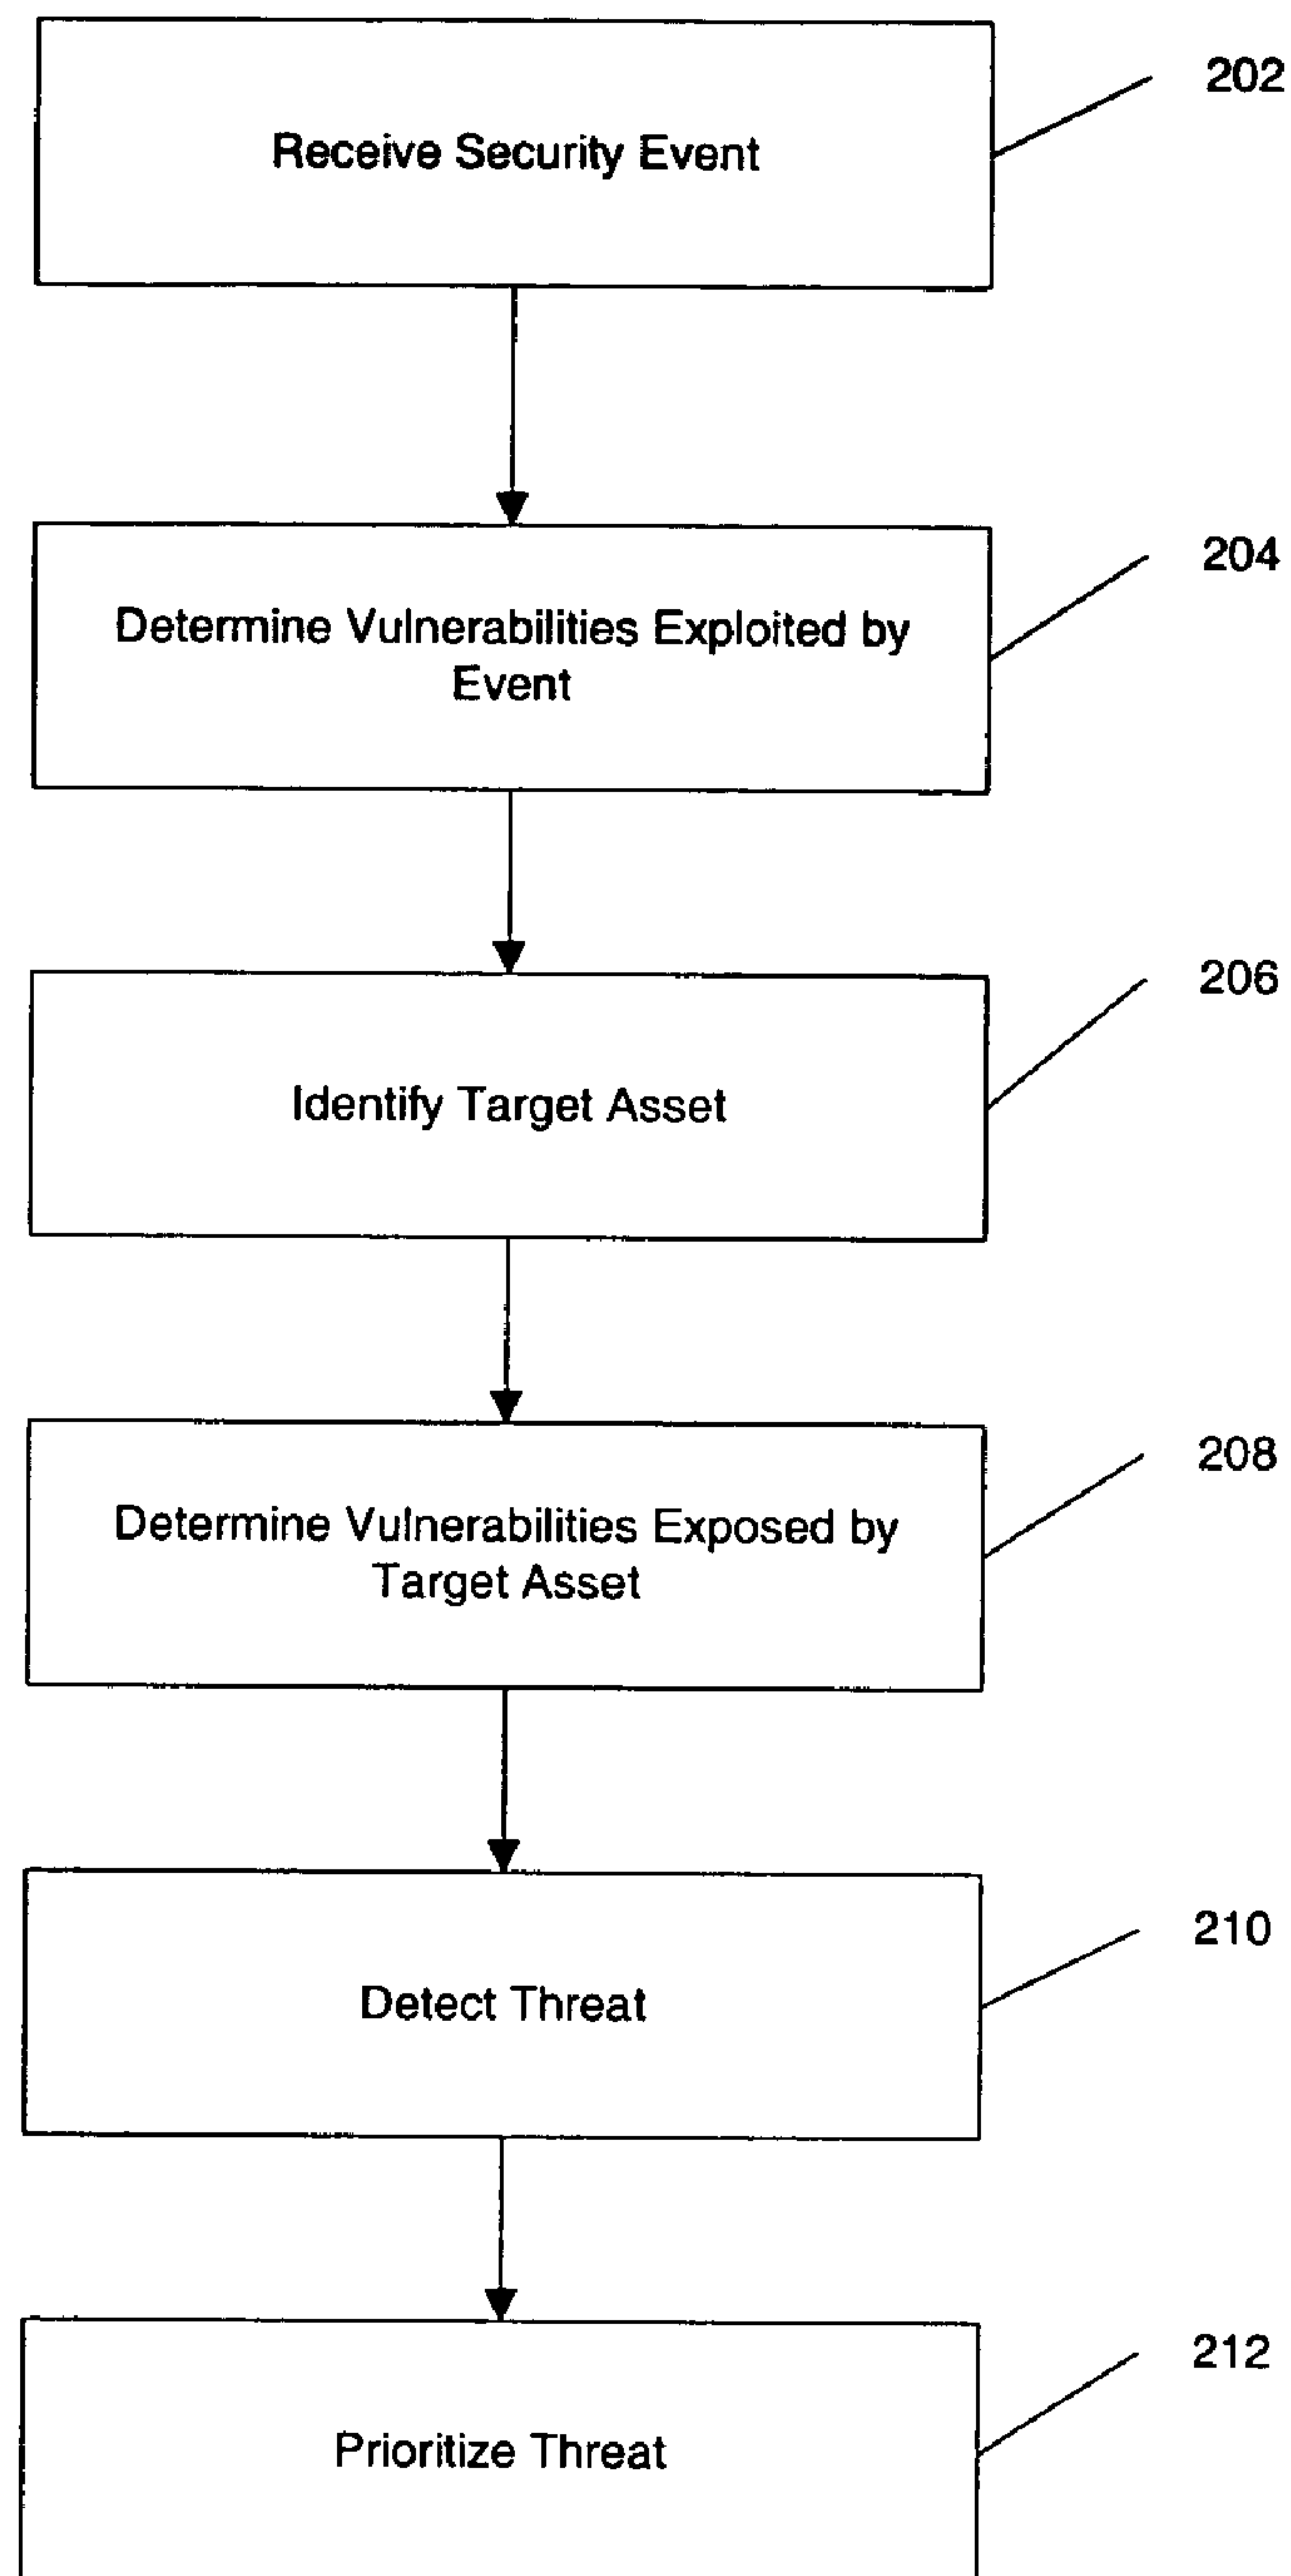 202
Receive Security Event
204
Determine Vulnerabilities Exploited by
Event
206
Identify Target Asset
208
Determine Vulnerabilities Exposed by
Target Asset
210
Detect Threat
212
Prioritize Threat